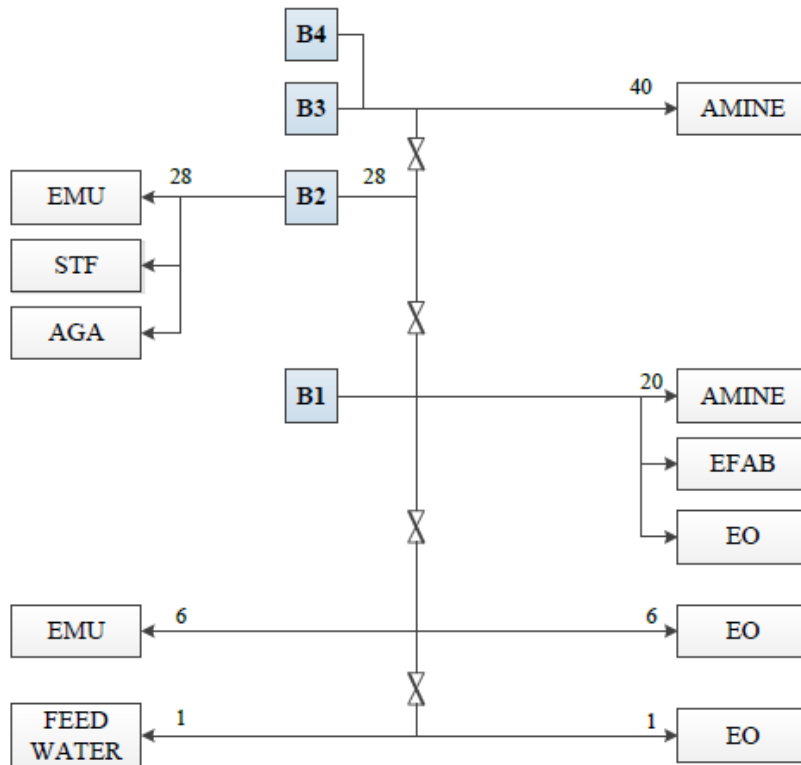 B4
B3
40
AMINE
EMU
28
B2
28
STF
AGA
B1
20
AMINE
EFAB
EO
EMU
6
6
EO
FEED
WATER
1
1
EO